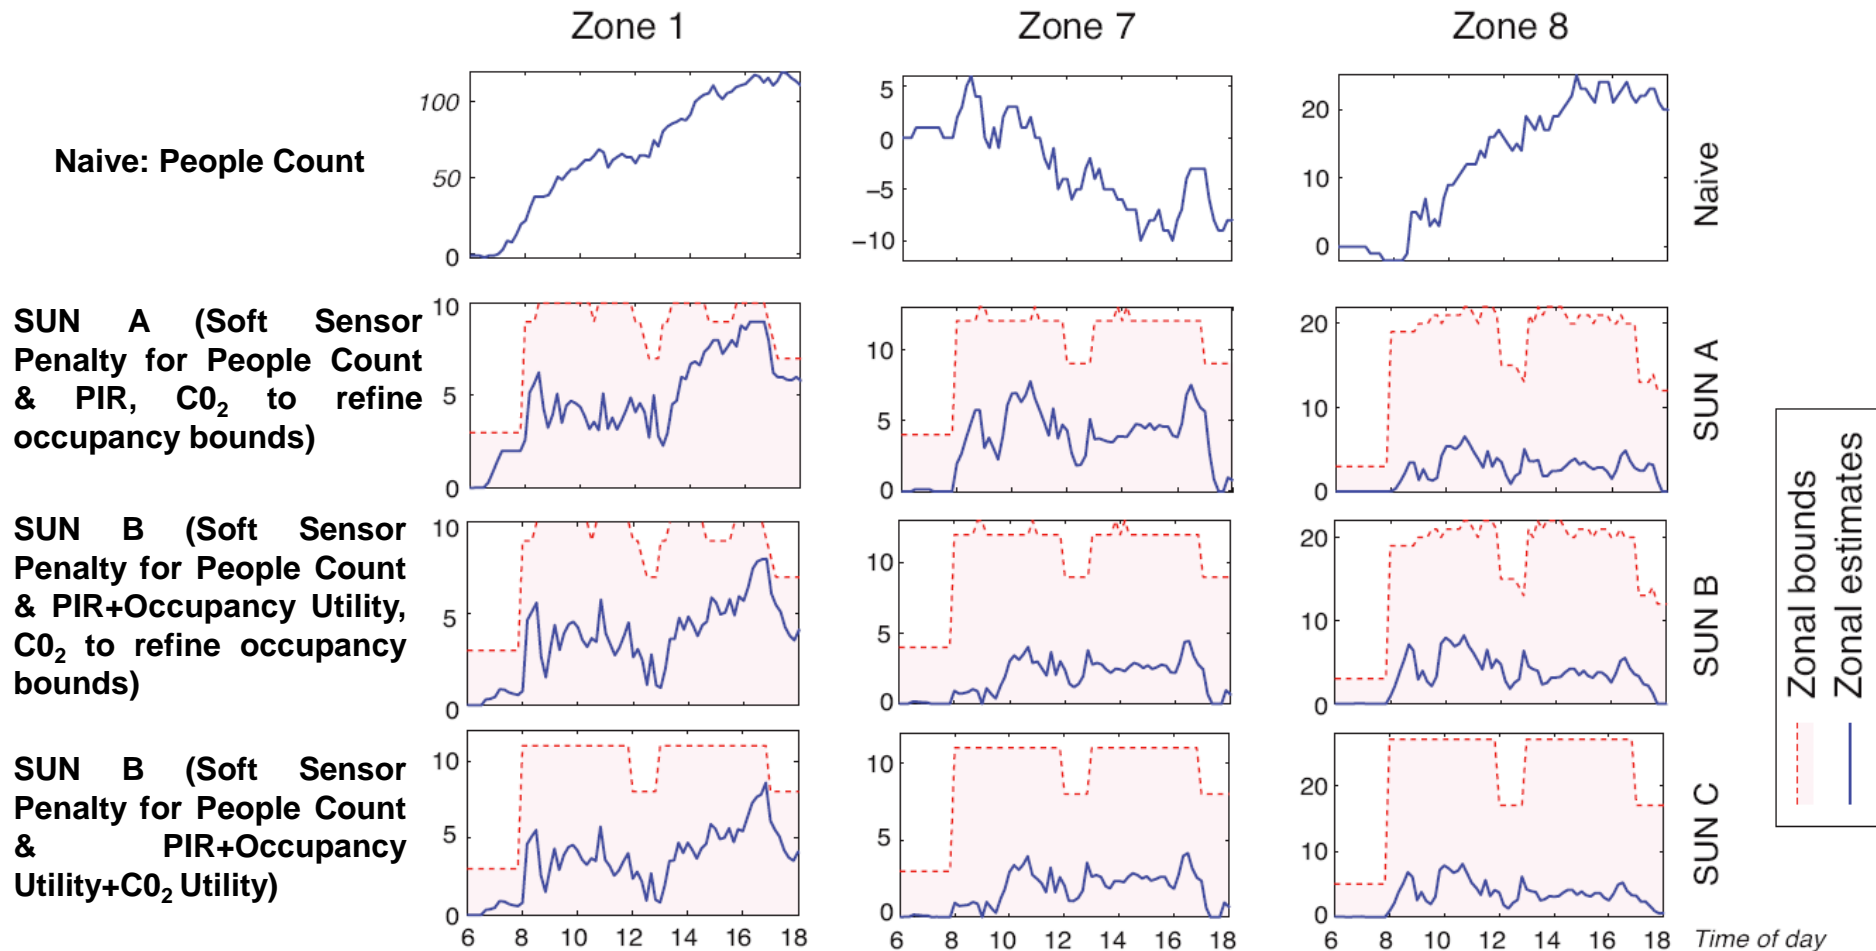 Zone 1
Zone 7
Zone 8
Naive: People Count
100
50
0
5
0
−5
−10
20
10
0
Naive
SUN A (Soft Sensor
Penalty for People Count
& PIR, C0₂ to refine
occupancy bounds)
10
5
0
10
5
0
20
10
0
SUN A
SUN B (Soft Sensor
Penalty for People Count
& PIR+Occupancy Utility,
C0₂ to refine occupancy
bounds)
10
5
0
10
5
0
20
10
0
SUN B
SUN B (Soft Sensor
Penalty for People Count
& PIR+Occupancy
Utility+C0₂ Utility)
10
5
0
10
5
0
20
10
0
SUN C
6 8 10 12 14 16 18
6 8 10 12 14 16 18
6 8 10 12 14 16 18
Time of day
Zonal bounds
Zonal estimates